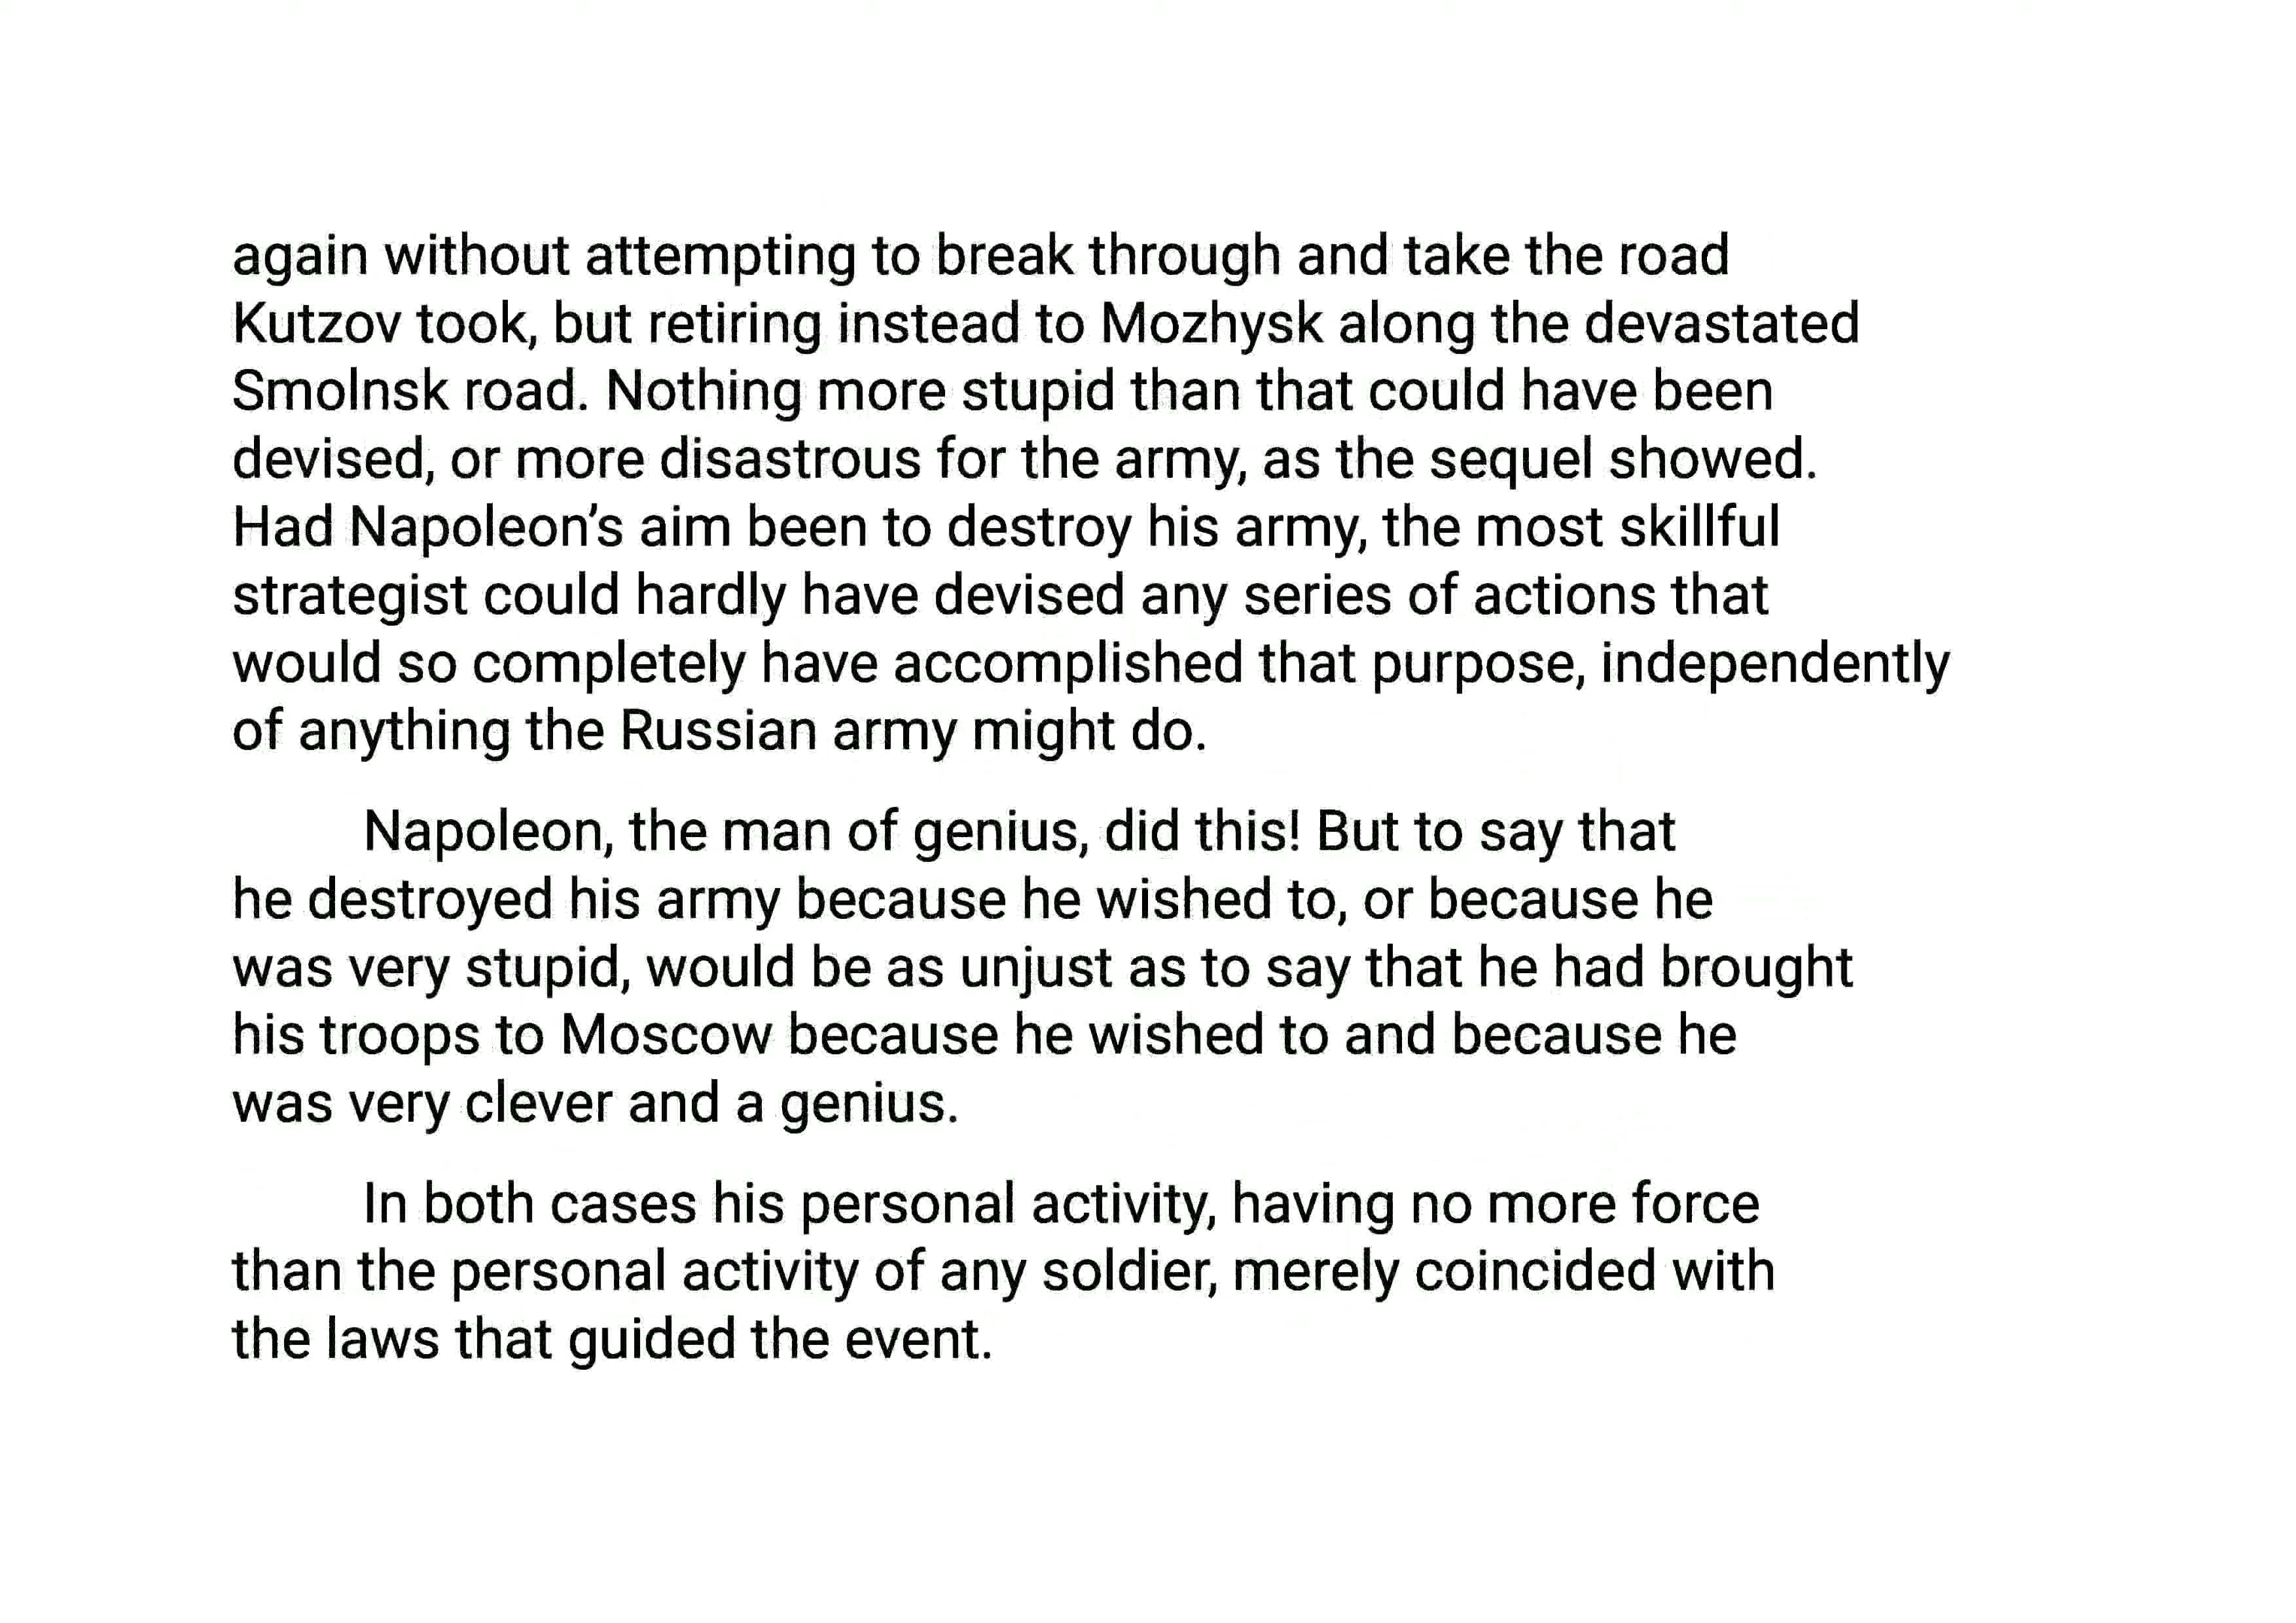 again without attempting to break through and take the road
Kutzov took, but retiring instead to Mozhysk along the devastated
Smolnsk road. Nothing more stupid than that could have been
devised, or more disastrous for the army, as the sequel showed.
Had Napoleon’s aim been to destroy his army, the most skillful
strategist could hardly have devised any series of actions that
would so completely have accomplished that purpose, independently
of anything the Russian army might do.
Napoleon, the man of genius, did this! But to say that
he destroyed his army because he wished to, or because he
was very stupid, would be as unjust as to say that he had brought
his troops to Moscow because he wished to and because he
was very clever and a genius.
In both cases his personal activity, having no more force
than the personal activity of any soldier, merely coincided with
the laws that guided the event.